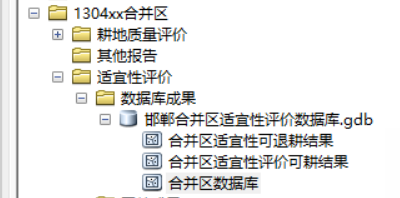 1304xx合并区
耕地质量评价
其他报告
适宜性评价
数据库成果
邯郸合并区适宜性评价数据库.gdb
合并区适宜性可退耕结果
合并区适宜性评价可耕结果
合并区数据库